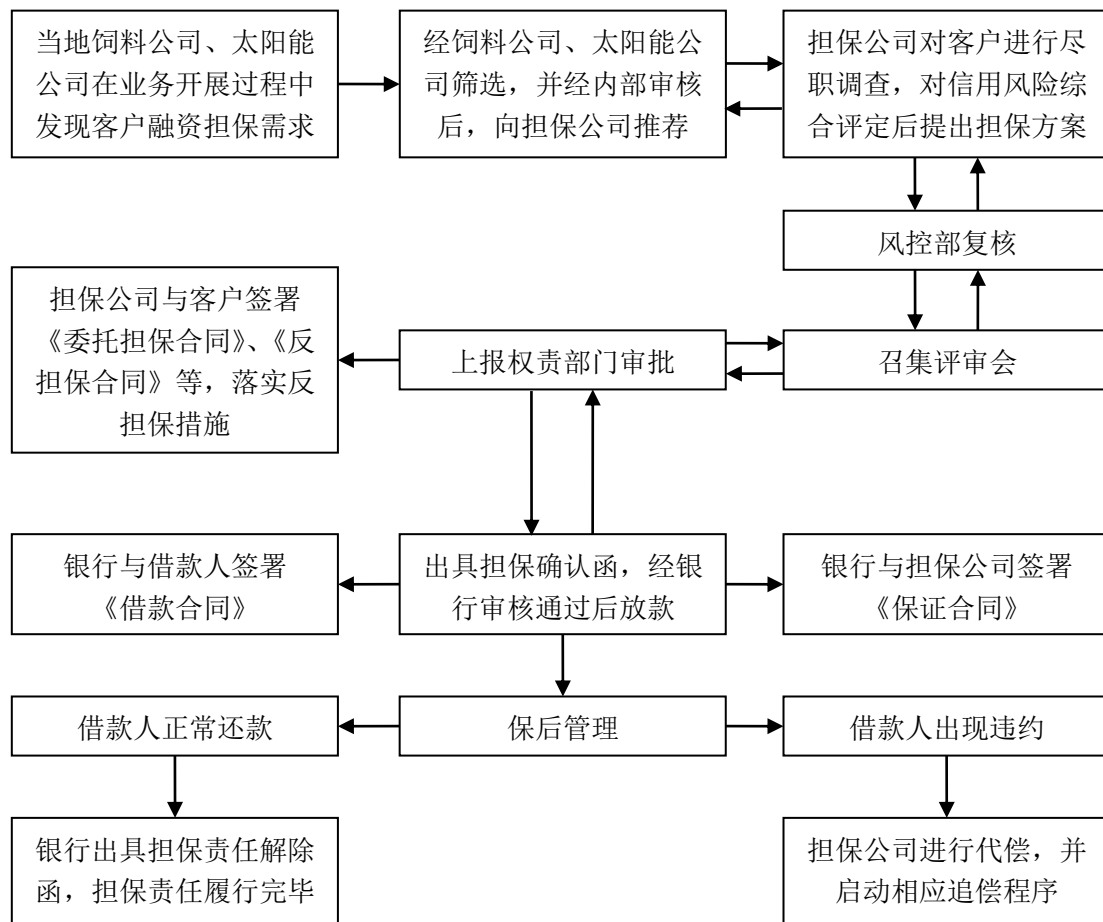 当地饲料公司、太阳能
公司在业务开展过程中
发现客户融资担保需求
经饲料公司、太阳能公
司筛选，并经内部审核
后，向担保公司推荐
担保公司对客户进行尽
职调查，对信用风险综
合评定后提出担保方案
风控部复核
担保公司与客户签署
《委托担保合同》、《反
担保合同》等，落实反
担保措施
上报权责部门审批
召集评审会
银行与借款人签署
《借款合同》
出具担保确认函，经银
行审核通过后放款
银行与担保公司签署
《保证合同》
借款人正常还款
保后管理
借款人出现违约
银行出具担保责任解除
函，担保责任履行完毕
担保公司进行代偿，并
启动相应追偿程序